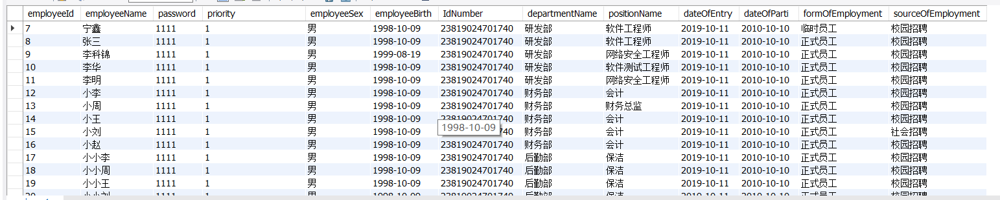 employeeId employeeName password priority employeeSex employeeBirth IdNumber departmentName positionName dateOfEntry dateOfParti formOfEmployment sourceOfEmployment
7 宁鑫 1111 1 男 1998-10-09 23819024701740 研发部 软件工程师 2019-10-11 2010-10-10 临时员工 校园招聘
8 张三 1111 1 男 1998-10-09 23819024701740 研发部 软件工程师 2019-10-11 2010-10-10 正式员工 校园招聘
9 李科锦 1111 1 男 1999-08-19 23819024701740 研发部 网络安全工程师 2019-10-11 2010-10-10 正式员工 校园招聘
10 李华 1111 1 男 1998-10-09 23819024701740 研发部 软件测试工程师 2019-10-11 2010-10-10 正式员工 校园招聘
11 李明 1111 1 男 1998-10-09 23819024701740 研发部 网络安全工程师 2019-10-11 2010-10-10 正式员工 校园招聘
12 小李 1111 1 男 1998-10-09 23819024701740 财务部 会计 2019-10-11 2010-10-10 正式员工 校园招聘
13 小周 1111 1 男 1998-10-09 23819024701740 财务部 财务总监 2019-10-11 2010-10-10 正式员工 校园招聘
14 小王 1111 1 男 1998-10-09 23819024701740 财务部 会计 2019-10-11 2010-10-10 正式员工 校园招聘
1998-10-09
15 小刘 1111 1 男 1998-10-09 23819024701740 财务部 会计 2019-10-11 2010-10-10 正式员工 社会招聘
16 小赵 1111 1 男 1998-10-09 23819024701740 财务部 会计 2019-10-11 2010-10-10 正式员工 校园招聘
17 小小李 1111 1 男 1998-10-09 23819024701740 后勤部 保洁 2019-10-11 2010-10-10 正式员工 校园招聘
18 小小周 1111 1 男 1998-10-09 23819024701740 后勤部 保洁 2019-10-11 2010-10-10 正式员工 校园招聘
19 小小王 1111 1 男 1998-10-09 23819024701740 后勤部 保洁 2019-10-11 2010-10-10 正式员工 校园招聘
20 小小刘 1111 1 男 1998-10-09 23819024701740 后勤部 保洁 2019-10-11 2010-10-10 正式员工 校园招聘